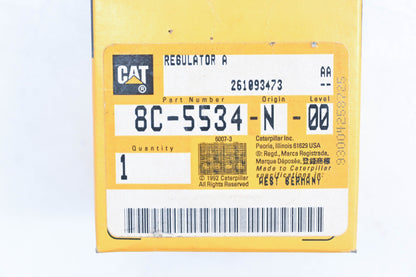 REGULATOR A
AA
CAT
®
261093473
--
Part Number
Origin
Level
8C-5534-N-00
6007-3
Caterpillar Inc.
Peoria, Illinois 61629 USA
® Regd., Marca Registrada,
Marque Déposée, 登録商標
Made to Caterpillar
specifications in
WEST GERMANY
Quantity
1
© 1992 Caterpillar
All Rights Reserved